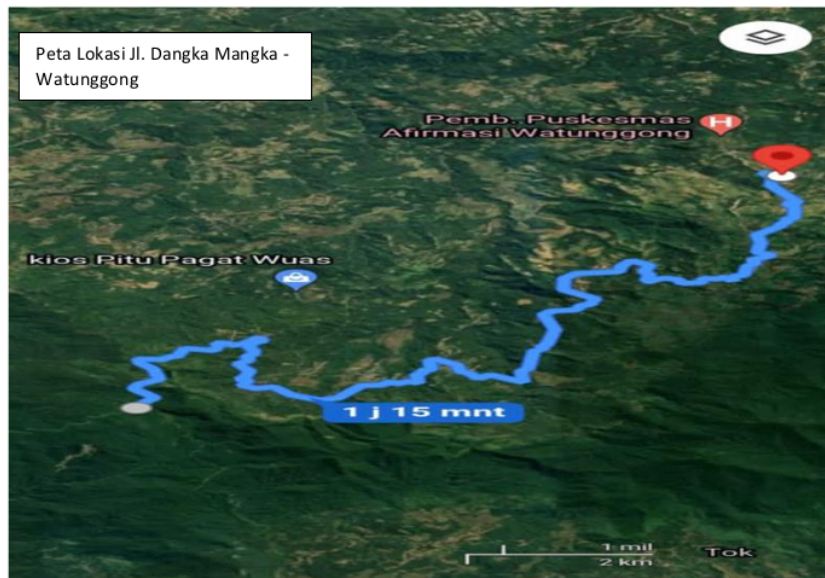 Peta Lokasi Jl. Dangka Mangka -
Watunggong
Pemb. Puskesmas
Afirmasi Watunggong
H
kios Pitu Pagat Wuas
1 j 15 mnt
1 mil
2 km
Tok